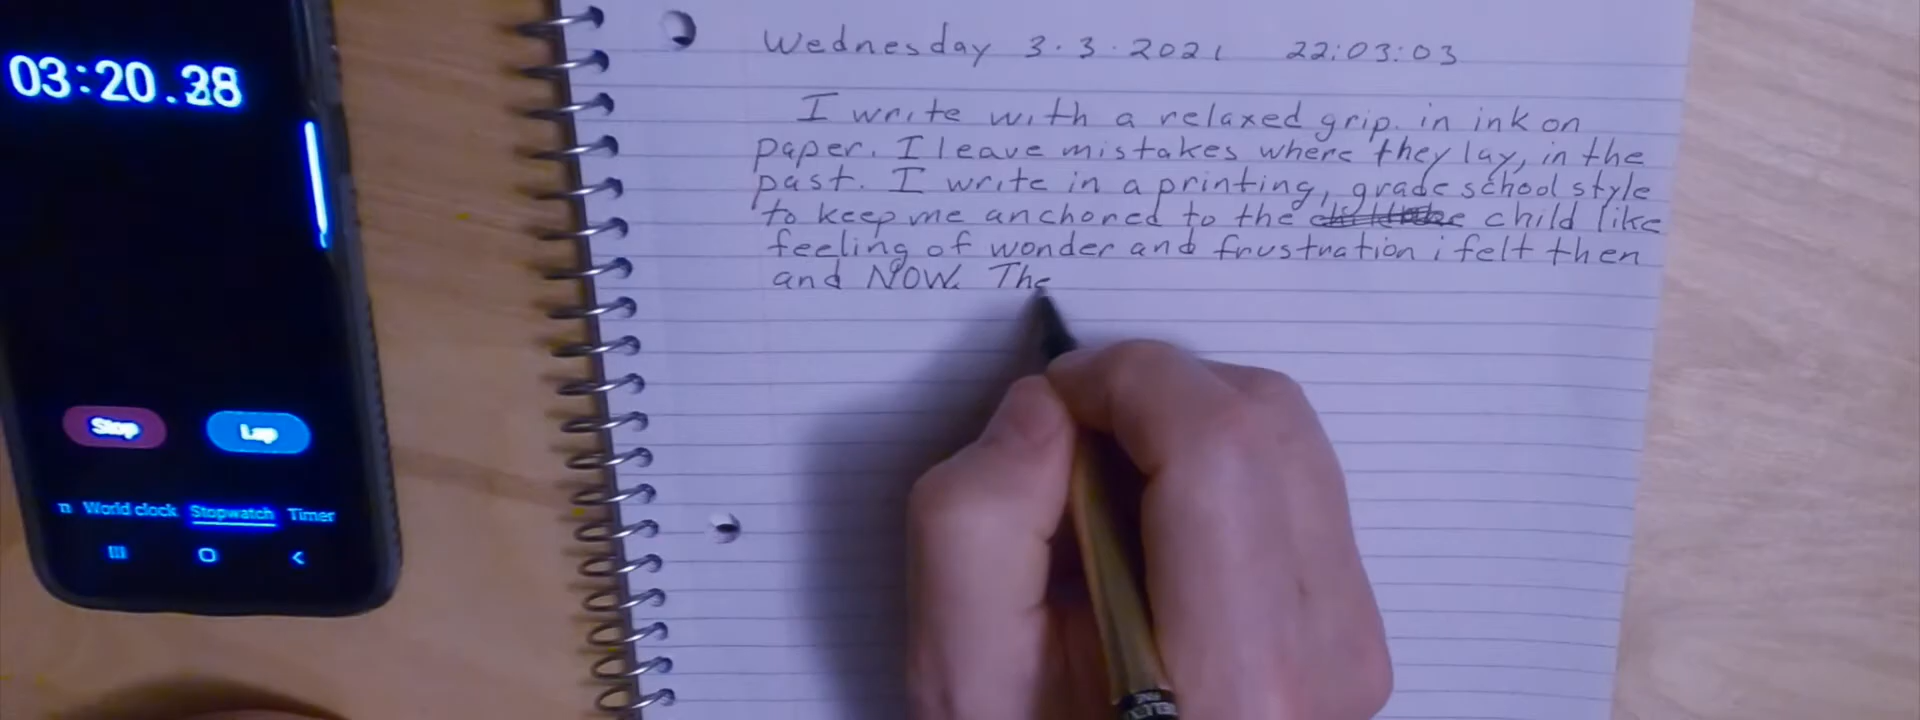 03:20.38
Stop
Lap
n World clock Stopwatch Timer
Wednesday 3.3.2021 22:03:03
I write with a relaxed grip. in ink on
paper. I leave mistakes where they lay, in the
past. I write in a printing, grade school style
to keep me anchored to the child like
feeling of wonder and frustration i felt then
and NOW. The